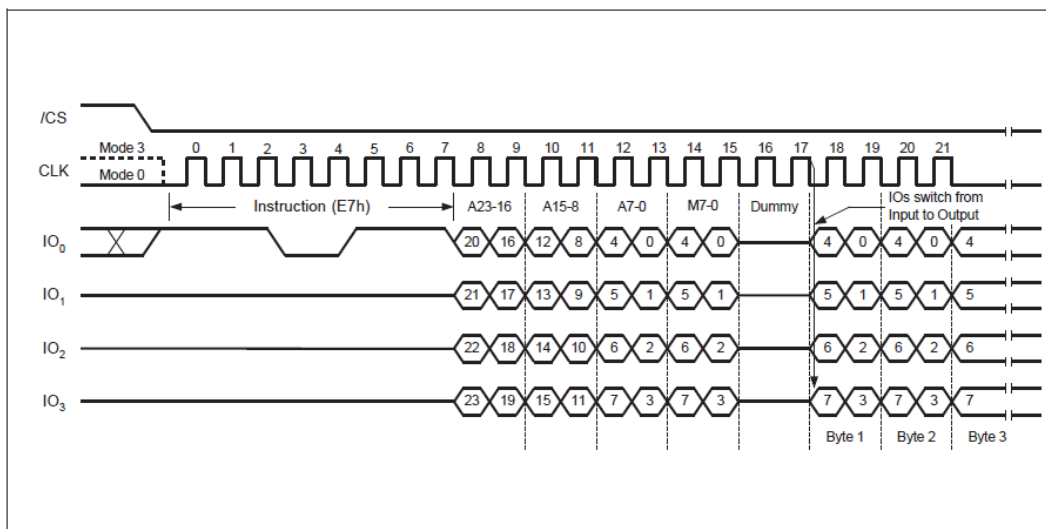 /CS
Mode 3 0 1 2 3 4 5 6 7 8 9 10 11 12 13 14 15 16 17 18 19 20 21
CLK
Mode 0
Instruction (E7h) A23-16 A15-8 A7-0 M7-0 Dummy IOs switch from
Input to Output
IO0 20 16 12 8 4 0 4 0 4 0 4 0 4
IO1 21 17 13 9 5 1 5 1 5 1 5 1 5
IO2 22 18 14 10 6 2 6 2 6 2 6 2 6
IO3 23 19 15 11 7 3 7 3 7 3 7 3 7
Byte 1 Byte 2 Byte 3